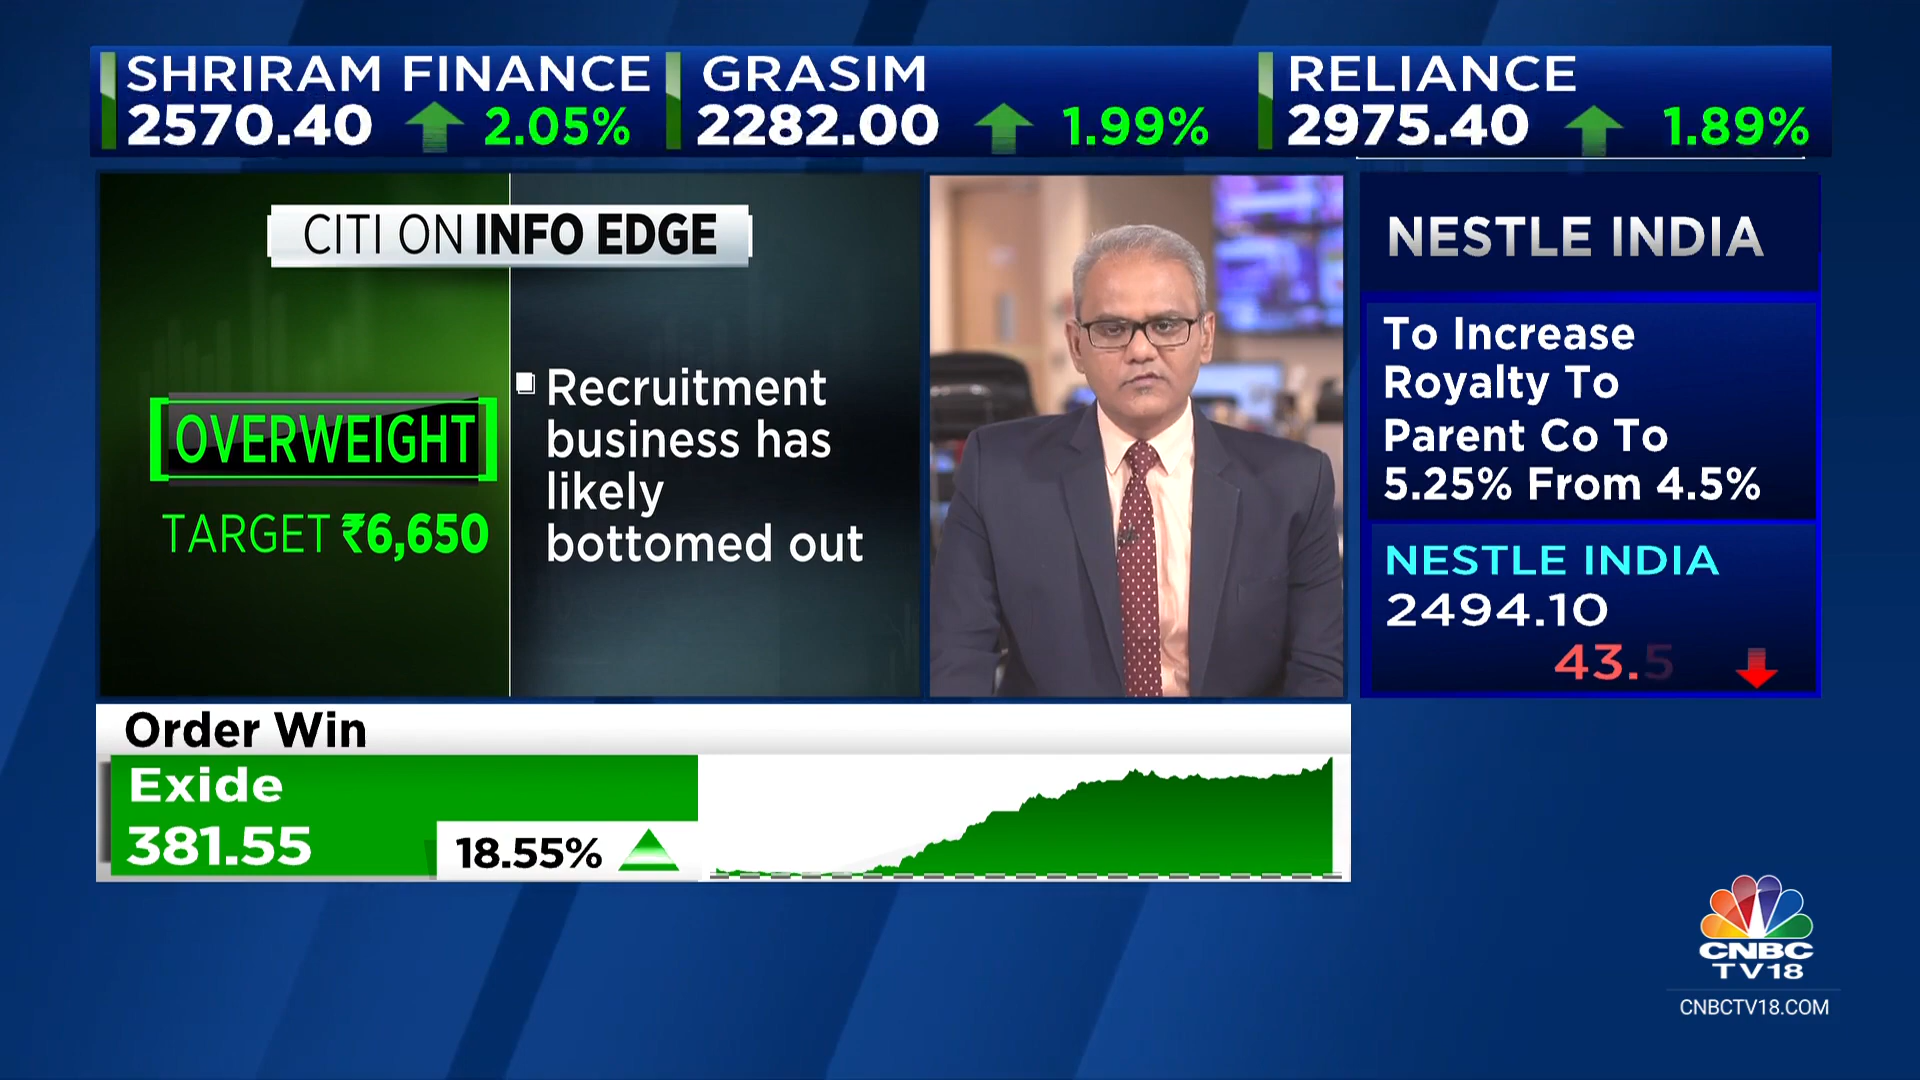 SHRIRAM FINANCE
2570.40 2.05%
GRASIM
2282.00 1.99%
RELIANCE
2975.40 1.89%
CITI ON INFO EDGE
OVERWEIGHT
TARGET ₹6,650
Recruitment
business has
likely
bottomed out
NESTLE INDIA
To Increase
Royalty To
Parent Co To
5.25% From 4.5%
NESTLE INDIA
2494.10
43.5
Order Win
Exide
381.55
18.55%
CNBC
TV18
CNBCTV18.COM